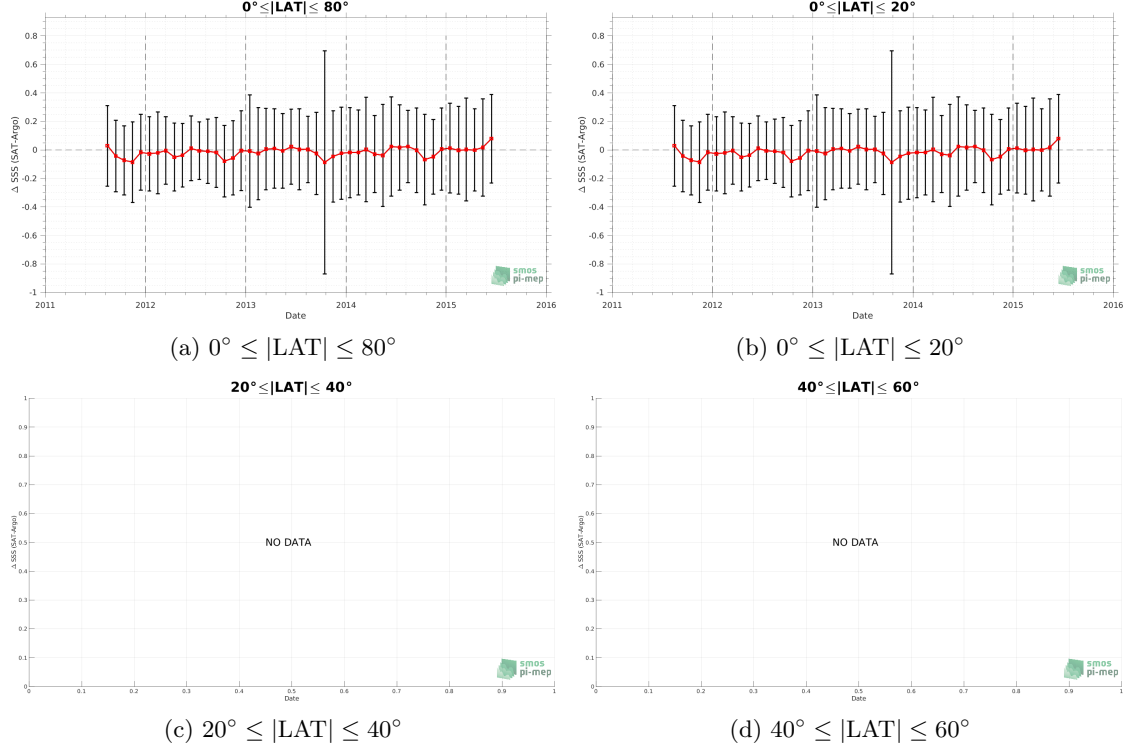 0°≤|LAT|≤ 80°
0.8
0.6
0.4
0.2
0
-0.2
-0.4
-0.6
-0.8
-1
Δ SSS (SAT-Argo)
2011 2012 2013 2014 2015 2016
Date
smos
pi-mep
(a) 0° ≤ |LAT| ≤ 80°
0°≤|LAT|≤ 20°
0.8
0.6
0.4
0.2
0
-0.2
-0.4
-0.6
-0.8
-1
Δ SSS (SAT-Argo)
2011 2012 2013 2014 2015 2016
Date
smos
pi-mep
(b) 0° ≤ |LAT| ≤ 20°
20°≤|LAT|≤ 40°
1
0.9
0.8
0.7
0.6
0.5
0.4
0.3
0.2
0.1
0
Δ SSS (SAT-Argo)
NO DATA
0 0.1 0.2 0.3 0.4 0.5 0.6 0.7 0.8 0.9 1
Date
smos
pi-mep
(c) 20° ≤ |LAT| ≤ 40°
40°≤|LAT|≤ 60°
1
0.9
0.8
0.7
0.6
0.5
0.4
0.3
0.2
0.1
0
Δ SSS (SAT-Argo)
NO DATA
0 0.1 0.2 0.3 0.4 0.5 0.6 0.7 0.8 0.9 1
Date
smos
pi-mep
(d) 40° ≤ |LAT| ≤ 60°